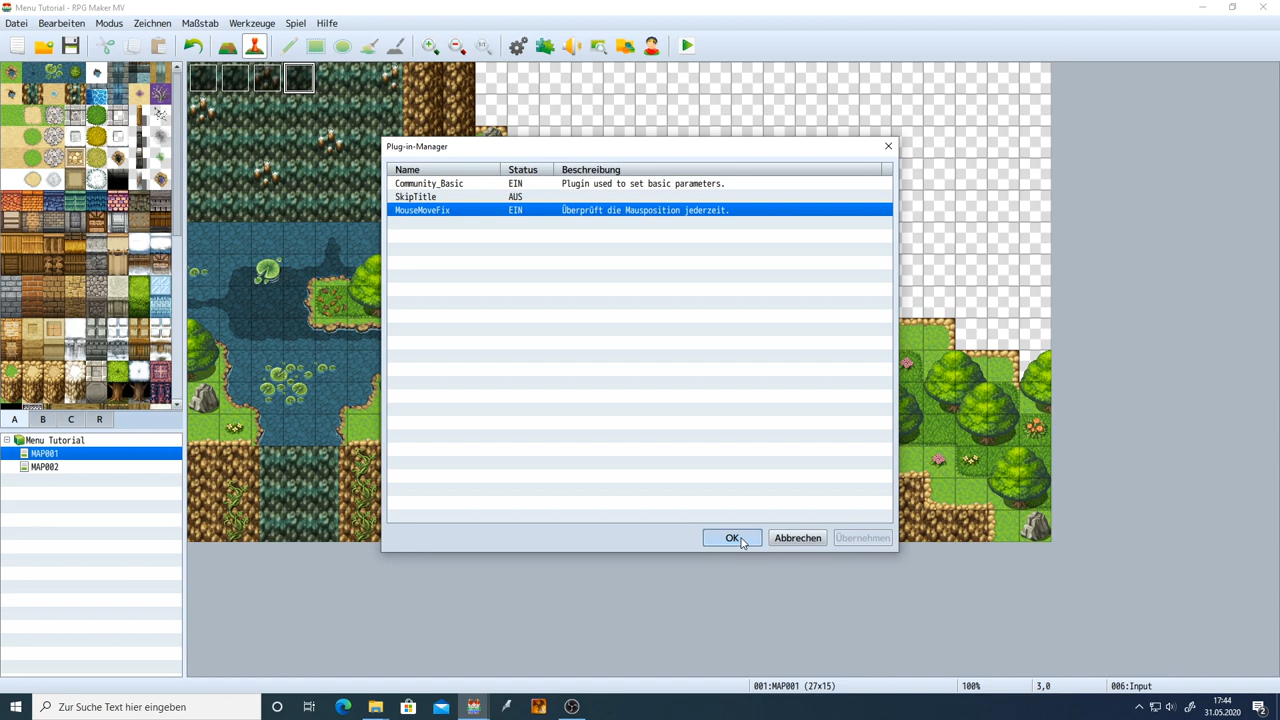 Menu Tutorial - RPG Maker MV
Datei Bearbeiten Modus Zeichnen Maßstab Werkzeuge Spiel Hilfe
Plug-in-Manager
Name Status Beschreibung
Community_Basic EIN Plugin used to set basic parameters.
SkipTitle AUS
MouseMoveFix EIN Überprüft die Mausposition jederzeit.
A B C R
Menu Tutorial
MAP001
MAP002
OK Abbrechen Übernehmen
001:MAP001 (27x15) 100% 3,0 006:Input
Zur Suche Text hier eingeben
17:44
31.05.2020
2